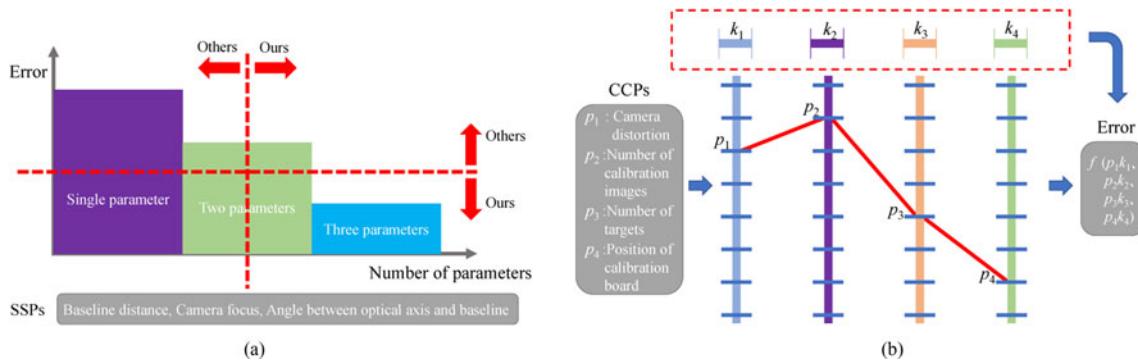 Error
Others
Ours
Others
Ours
Single parameter
Two parameters
Three parameters
Number of parameters
SSPs
Baseline distance, Camera focus, Angle between optical axis and baseline
(a)
k1
k2
k3
k4
CCPs
p1 : Camera
distortion
p2 :Number of
calibration
images
p3 :Number of
targets
p4 :Position of
calibration
board
p1
p2
p3
p4
Error
f (p1k1,
p2k2,
p3k3,
p4k4)
(b)